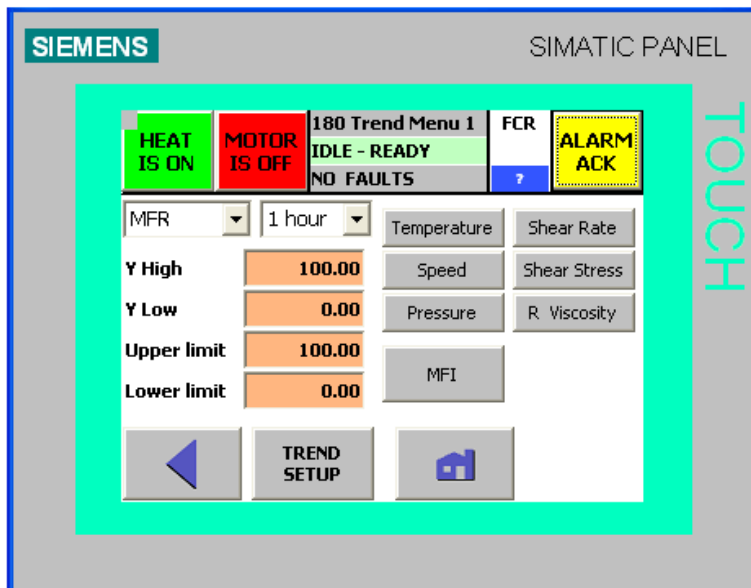 SIEMENS
SIMATIC PANEL
TOUCH
HEAT
IS ON
MOTOR
IS OFF
180 Trend Menu 1
IDLE - READY
NO FAULTS
FCR
?
ALARM
ACK
MFR
1 hour
Temperature
Shear Rate
Y High
100.00
Speed
Shear Stress
Y Low
0.00
Pressure
R Viscosity
Upper limit
100.00
MFI
Lower limit
0.00
TREND
SETUP